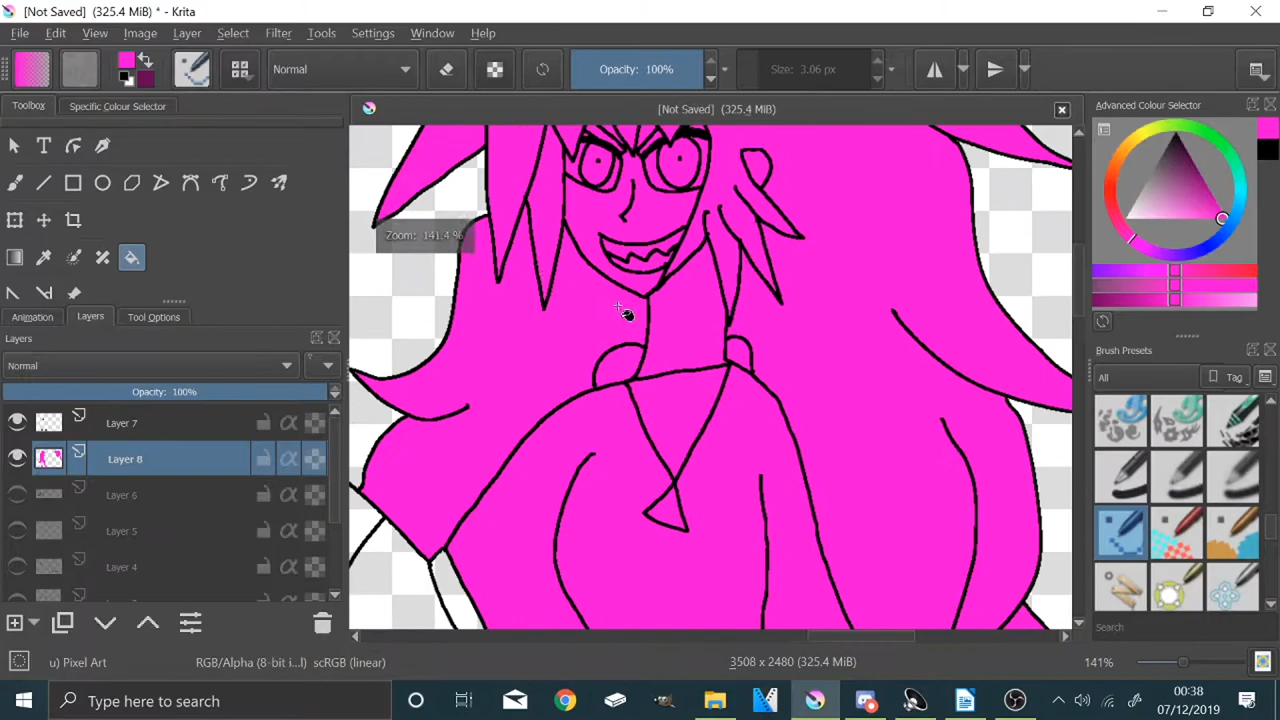 [Not Saved] (325.4 MiB) * - Krita
File Edit View Image Layer Select Filter Tools Settings Window Help
Normal Opacity: 100% Size: 3.06 px
Toolbox Specific Colour Selector
[Not Saved] (325.4 MiB)
Advanced Colour Selector
Zoom: 141.4 %
Animation Layers Tool Options
Layers
Normal
Opacity: 100%
Layer 7
Layer 8
Layer 6
Layer 5
Layer 4
Brush Presets
All Tag
Search
u) Pixel Art RGB/Alpha (8-bit i...l) scRGB (linear) 3508 x 2480 (325.4 MiB) 141%
Type here to search
00:38
07/12/2019